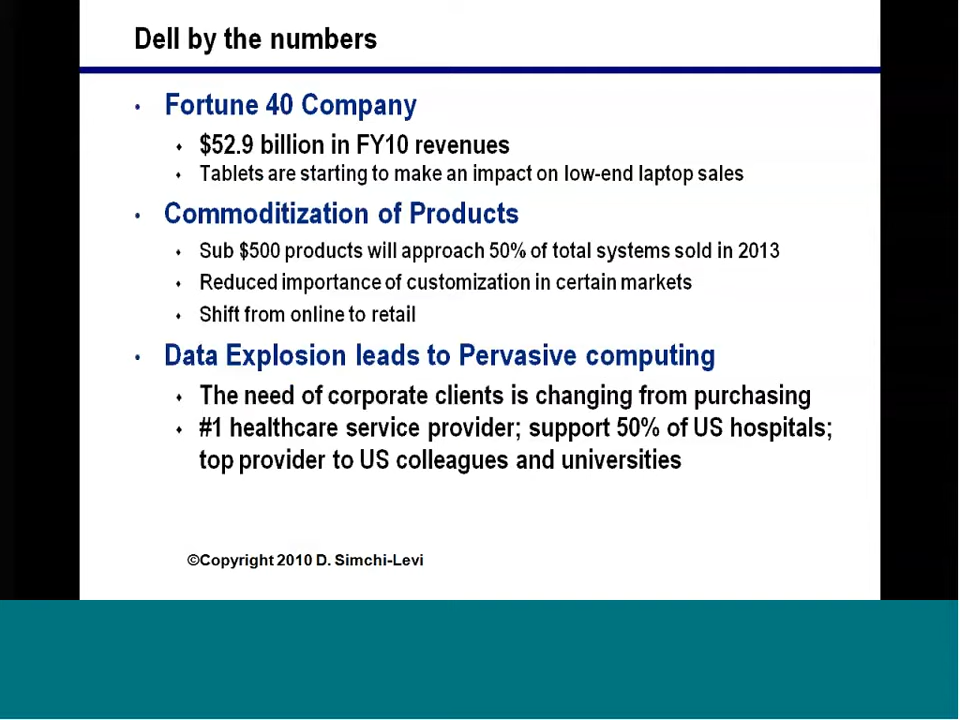 Dell by the numbers
Fortune 40 Company
$52.9 billion in FY10 revenues
Tablets are starting to make an impact on low-end laptop sales
Commoditization of Products
Sub $500 products will approach 50% of total systems sold in 2013
Reduced importance of customization in certain markets
Shift from online to retail
Data Explosion leads to Pervasive computing
The need of corporate clients is changing from purchasing
#1 healthcare service provider; support 50% of US hospitals;
top provider to US colleagues and universities
©Copyright 2010 D. Simchi-Levi